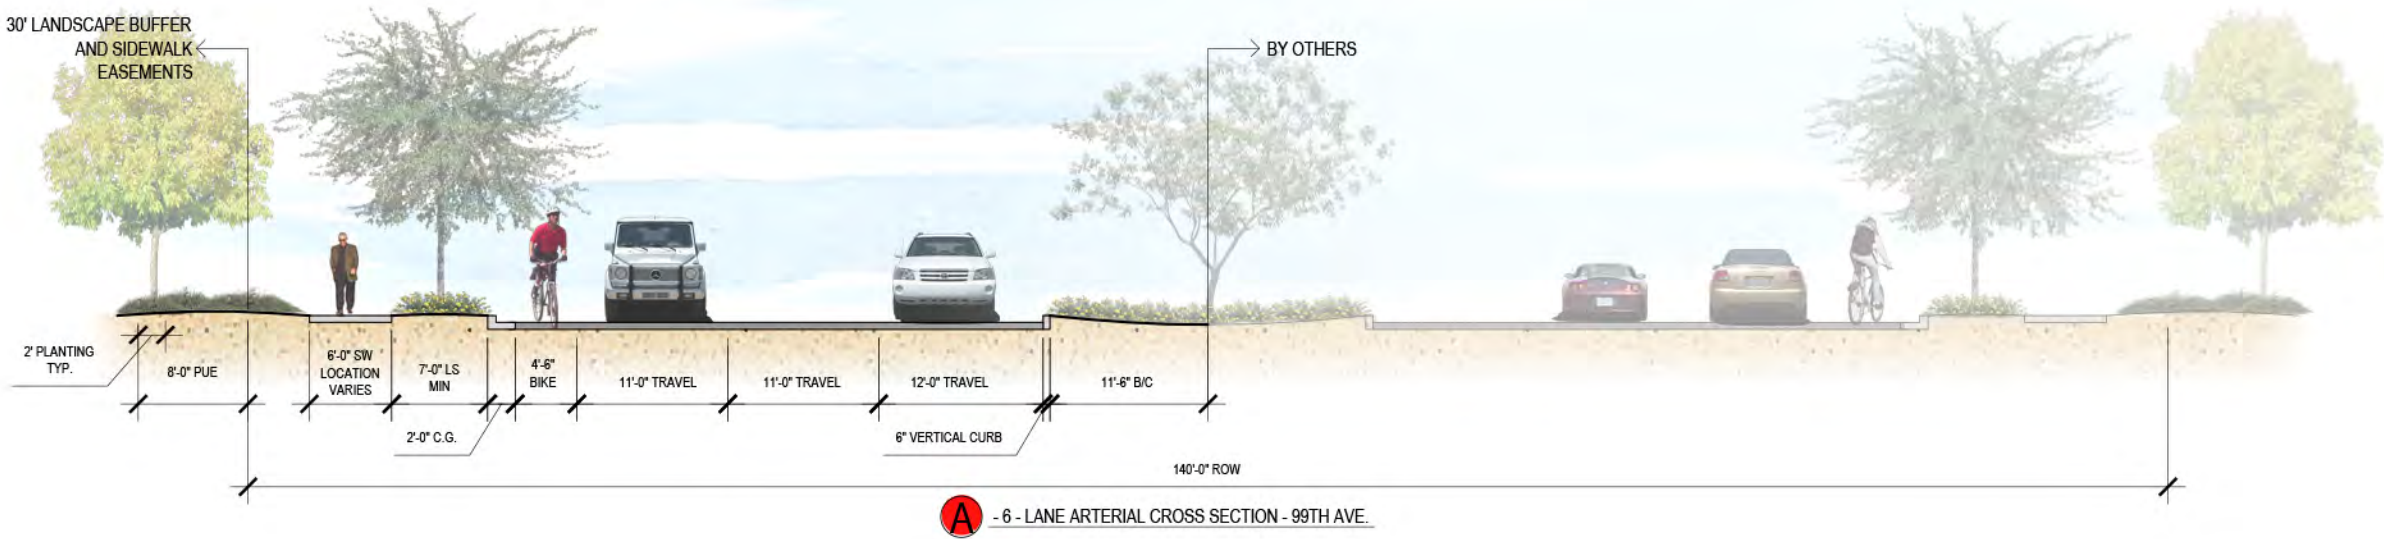 30' LANDSCAPE BUFFER
AND SIDEWALK
EASEMENTS
BY OTHERS
2' PLANTING
TYP.
8'-0" PUE
6'-0" SW
LOCATION
VARIES
7'-0" LS
MIN
4'-6"
BIKE
11'-0" TRAVEL
11'-0" TRAVEL
12'-0" TRAVEL
11'-6" B/C
2'-0" C.G.
6" VERTICAL CURB
140'-0" ROW
A - 6 - LANE ARTERIAL CROSS SECTION - 99TH AVE.